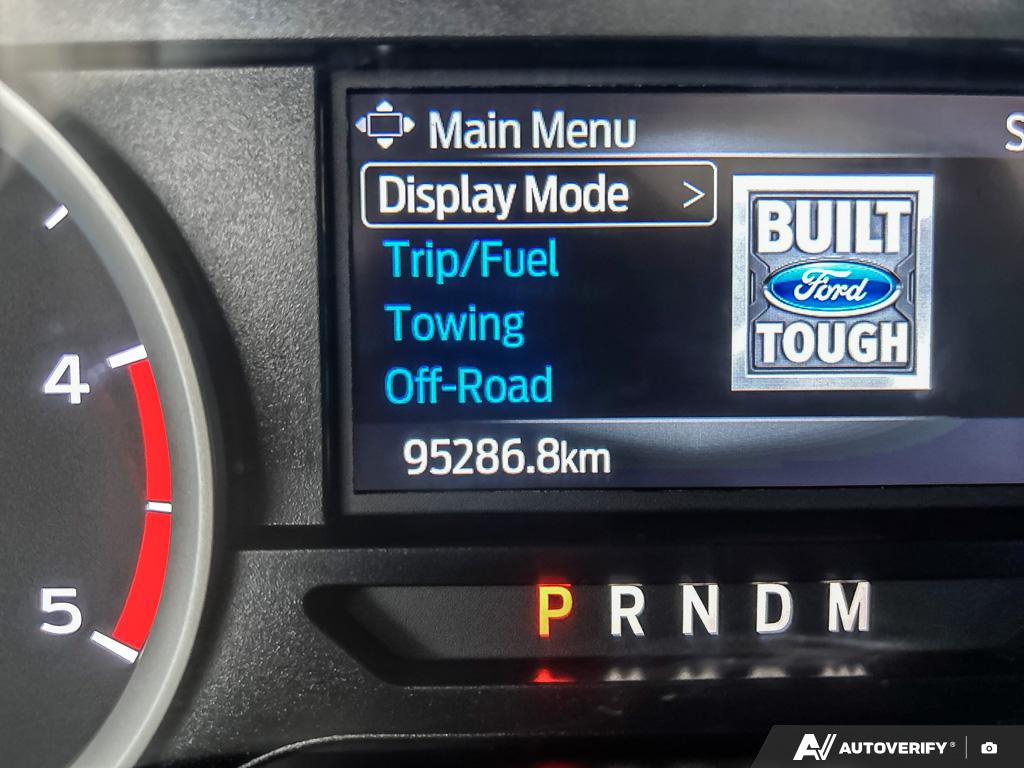 Main Menu
S
Display Mode >
Trip/Fuel
Towing
Off-Road
BUILT
Ford
TOUGH
95286.8km
4
5
P R N D M
AUTOVERIFY®